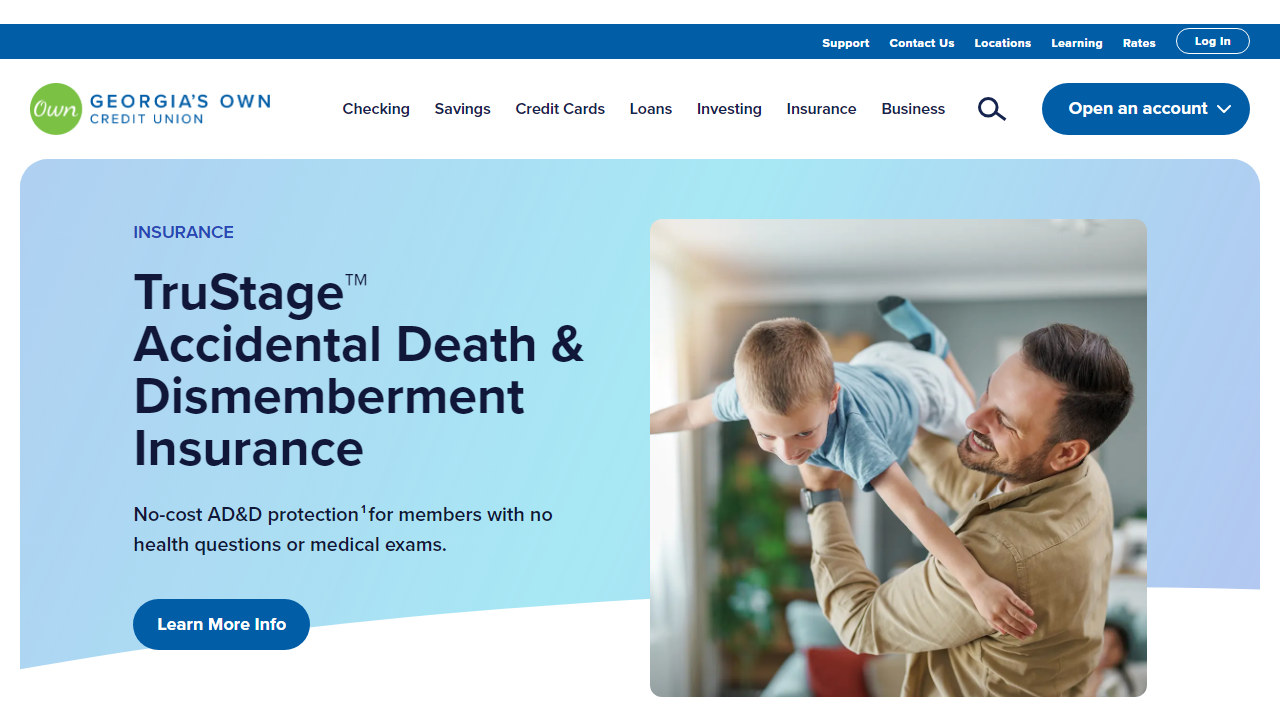 Support Contact Us Locations Learning Rates Log In
Own GEORGIA'S OWN
CREDIT UNION
Checking Savings Credit Cards Loans Investing Insurance Business Open an account
INSURANCE
TruStage™
Accidental Death &
Dismemberment
Insurance
No-cost AD&D protection¹ for members with no
health questions or medical exams.
Learn More Info